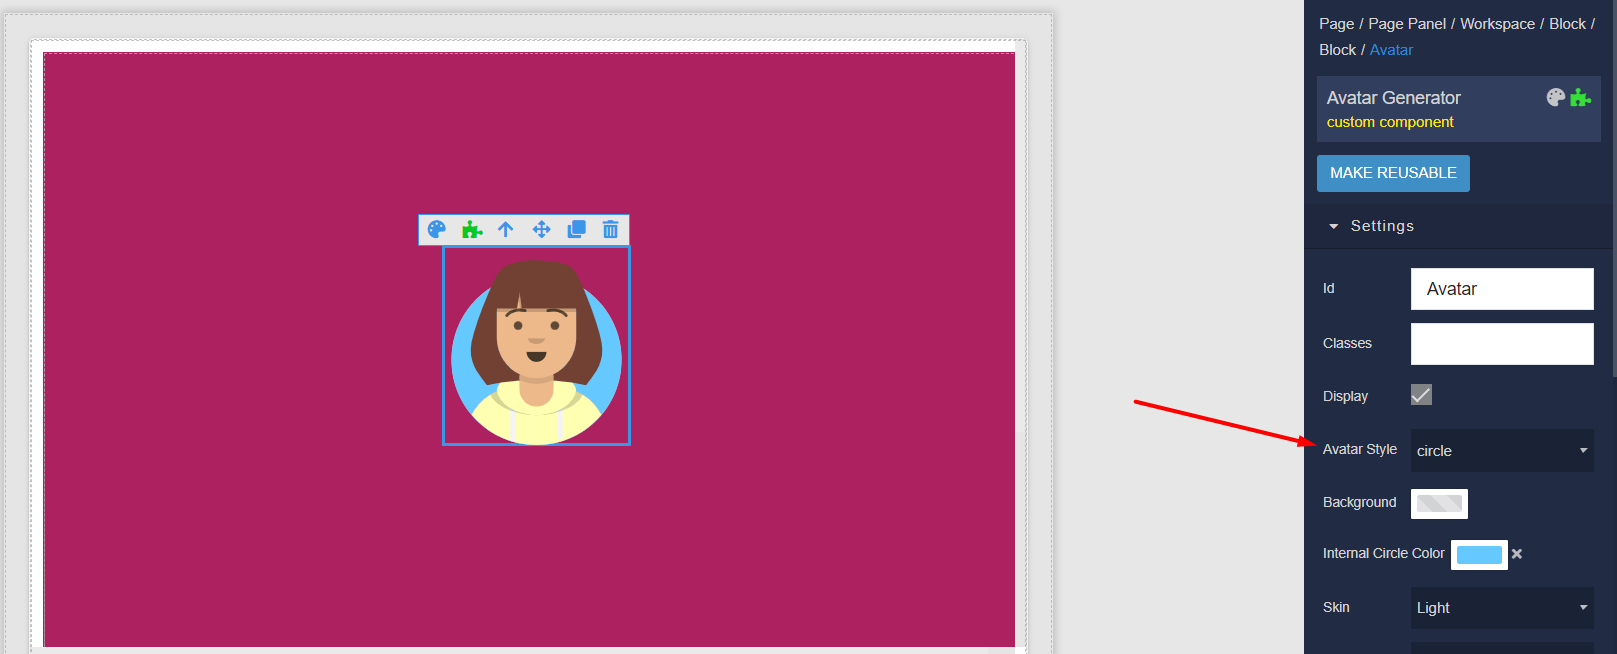 Page / Page Panel / Workspace / Block /
Block / Avatar
Avatar Generator
custom component
MAKE REUSABLE
Settings
Id Avatar
Classes
Display
Avatar Style circle
Background
Internal Circle Color
Skin Light